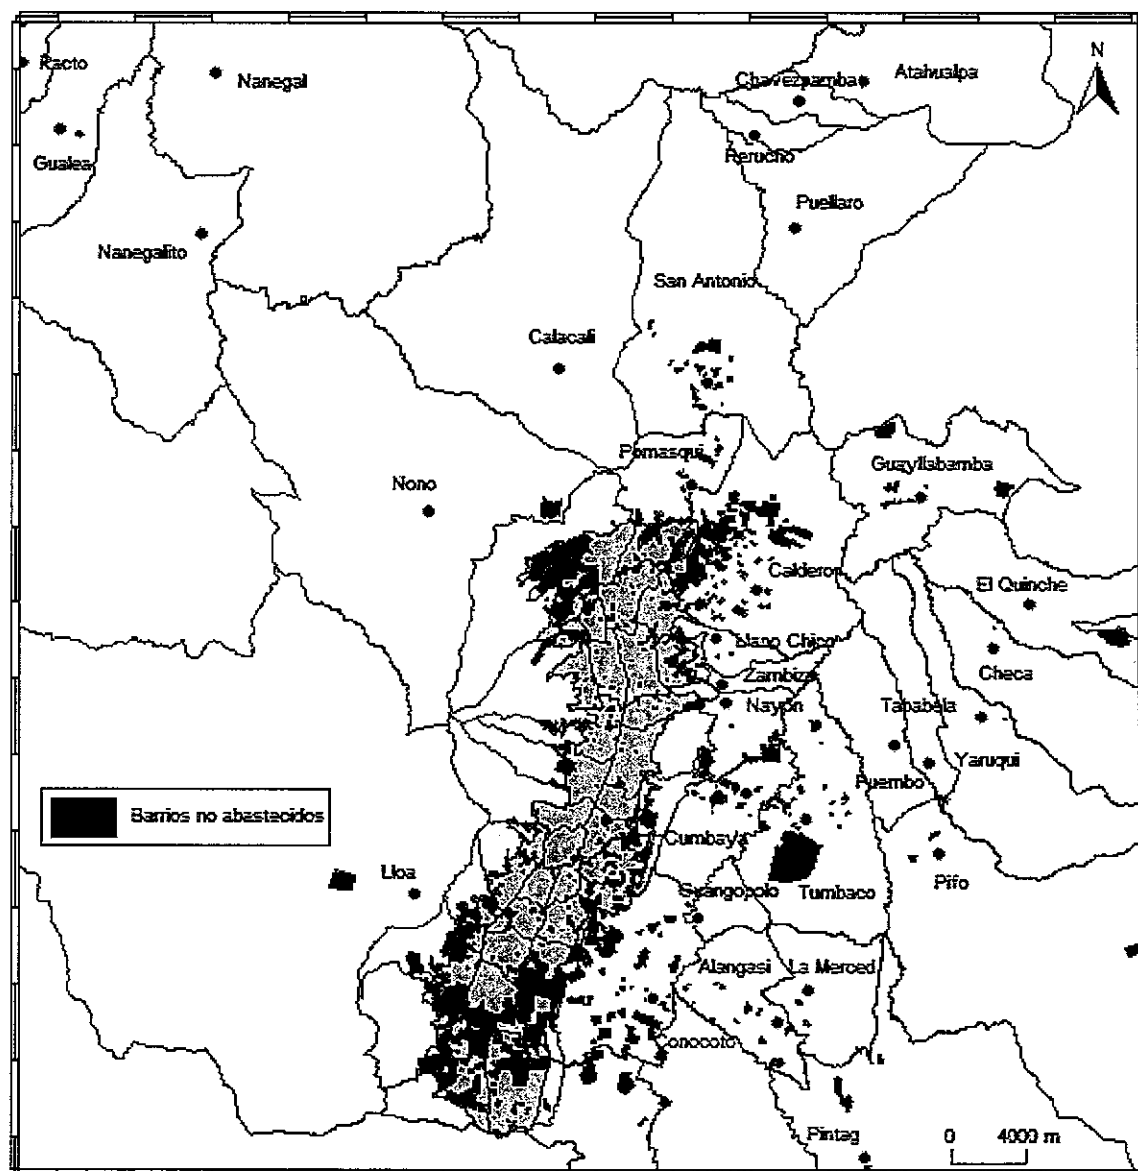 Pacto
Nanegal
Chavezpamba
Atahualpa
N
Gualea
Perucho
Puellaro
Nanegalito
San Antonio
Calacali
Pomasqui
Guayllabamba
Nono
Calderon
El Quinche
Llano Chico
Checa
Zambiza
Nayon
Tababela
Yaruqui
Puembo
Barrios no abastecidos
Cumbaya
Lloa
Guangopolo
Tumbaco
Pifo
Alangasi
La Merced
Conocoto
Pintag
0 4000 m